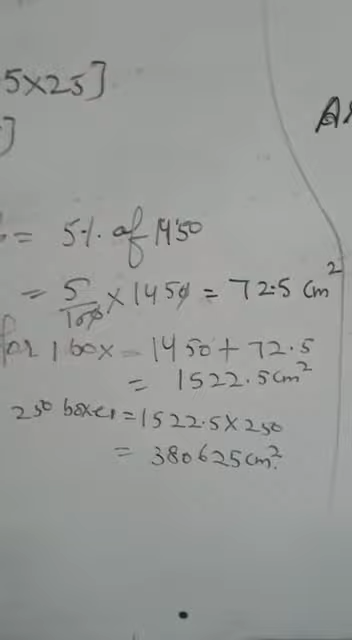 5×25]
]
= 5% of 1450
= 5/100 × 1450 = 72.5 cm²
for 1 box = 1450 + 72.5
= 1522.5 cm²
250 boxes = 1522.5 × 250
= 380625 cm².